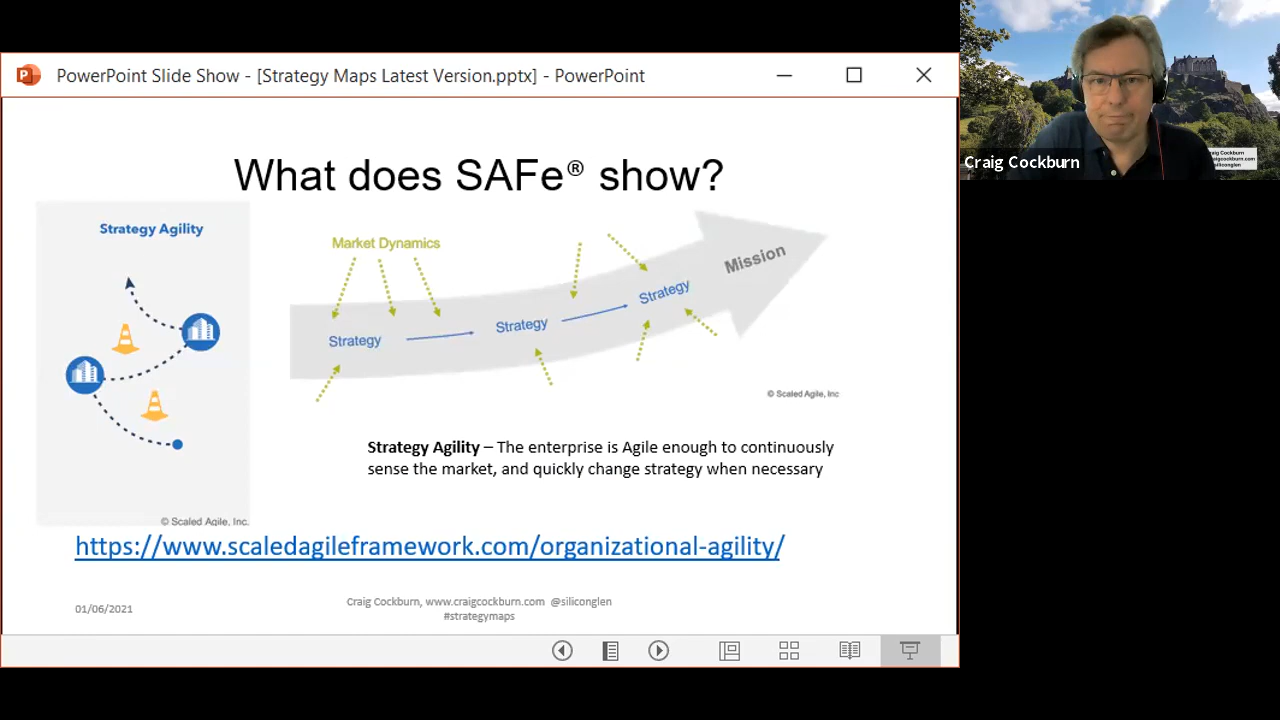 PowerPoint Slide Show - [Strategy Maps Latest Version.pptx] - PowerPoint
Craig Cockburn
Craig Cockburn
siliconglen
What does SAFe® show?
Strategy Agility
© Scaled Agile, Inc.
Market Dynamics
Strategy
Strategy
Strategy
Mission
© Scaled Agile, Inc
Strategy Agility – The enterprise is Agile enough to continuously
sense the market, and quickly change strategy when necessary
https://www.scaledagileframework.com/organizational-agility/
01/06/2021
Craig Cockburn, www.craigcockburn.com @siliconglen
#strategymaps